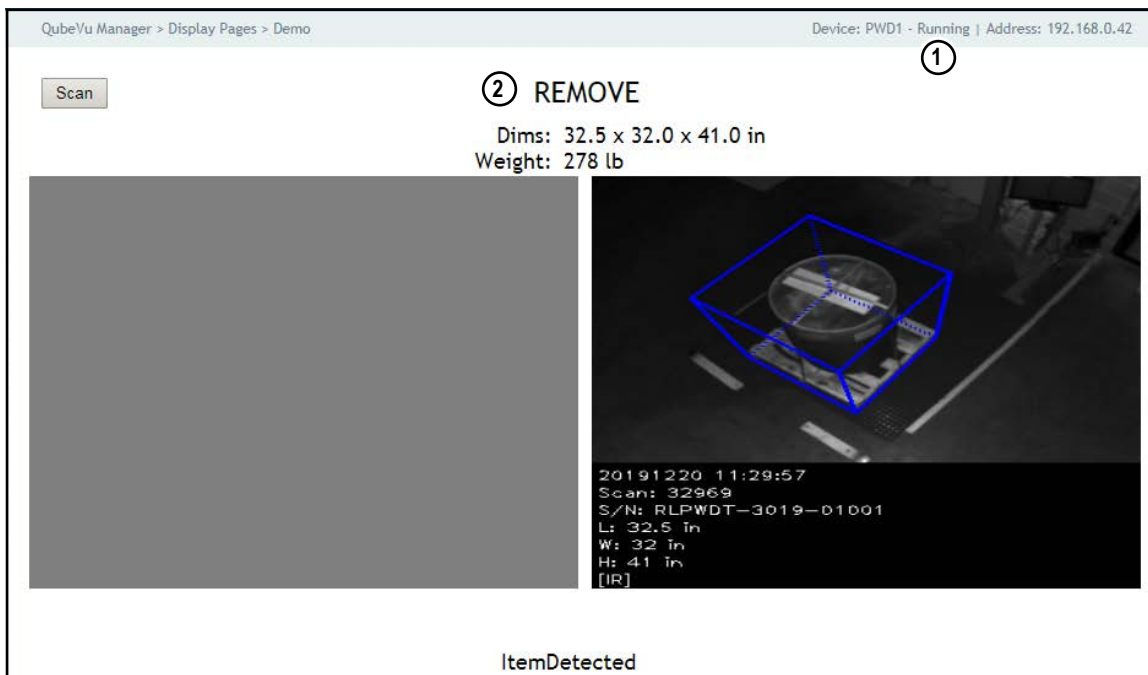 QubeVu Manager > Display Pages > Demo
Device: PWD1 - Running | Address: 192.168.0.42
1
Scan
2 REMOVE
Dims: 32.5 x 32.0 x 41.0 in
Weight: 278 lb
20191220 11:29:57
Scan: 32969
S/N: RLPWDT-3019-01001
L: 32.5 in
W: 32 in
H: 41 in
[IR]
ItemDetected